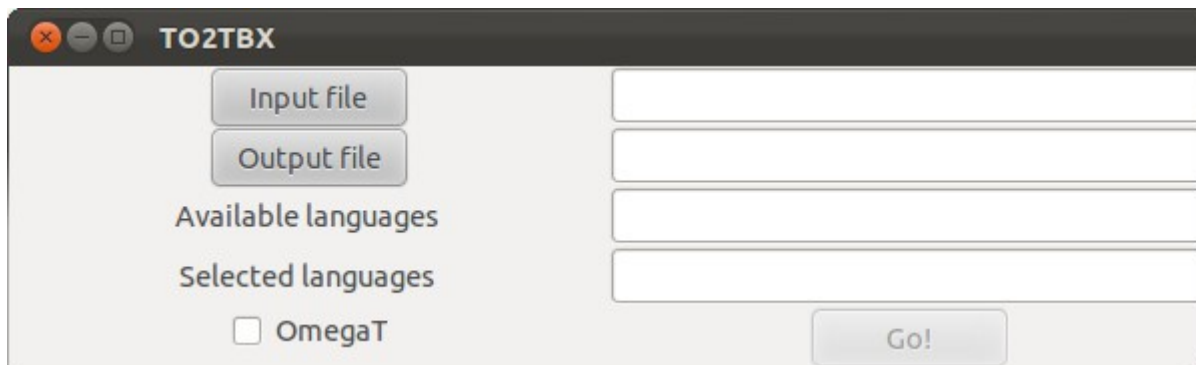 TO2TBX
Input file
Output file
Available languages
Selected languages
OmegaT
Go!